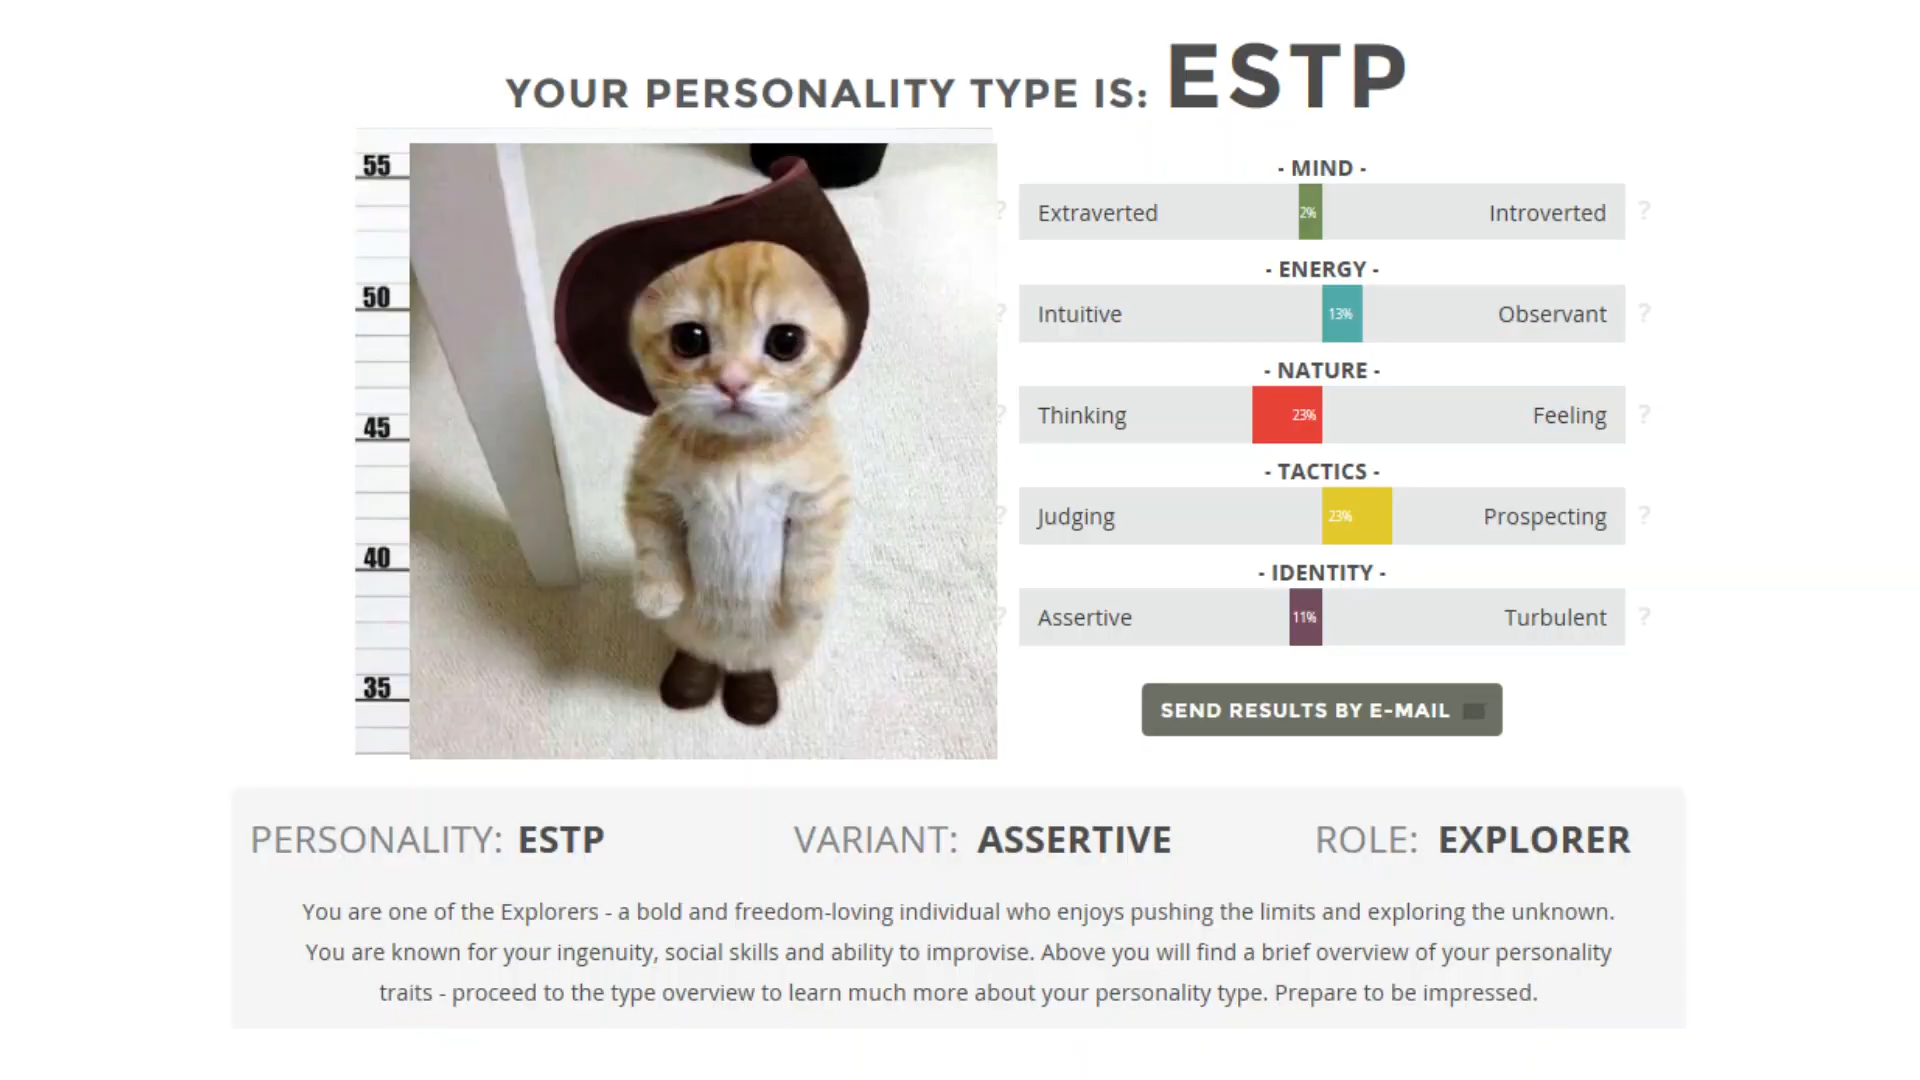 YOUR PERSONALITY TYPE IS: ESTP
55
50
45
40
35
- MIND -
? Extraverted 2% Introverted ?
- ENERGY -
? Intuitive 13% Observant ?
- NATURE -
? Thinking 23% Feeling ?
- TACTICS -
? Judging 23% Prospecting ?
- IDENTITY -
? Assertive 11% Turbulent ?
SEND RESULTS BY E-MAIL
PERSONALITY: ESTP VARIANT: ASSERTIVE ROLE: EXPLORER
You are one of the Explorers - a bold and freedom-loving individual who enjoys pushing the limits and exploring the unknown.
You are known for your ingenuity, social skills and ability to improvise. Above you will find a brief overview of your personality
traits - proceed to the type overview to learn much more about your personality type. Prepare to be impressed.